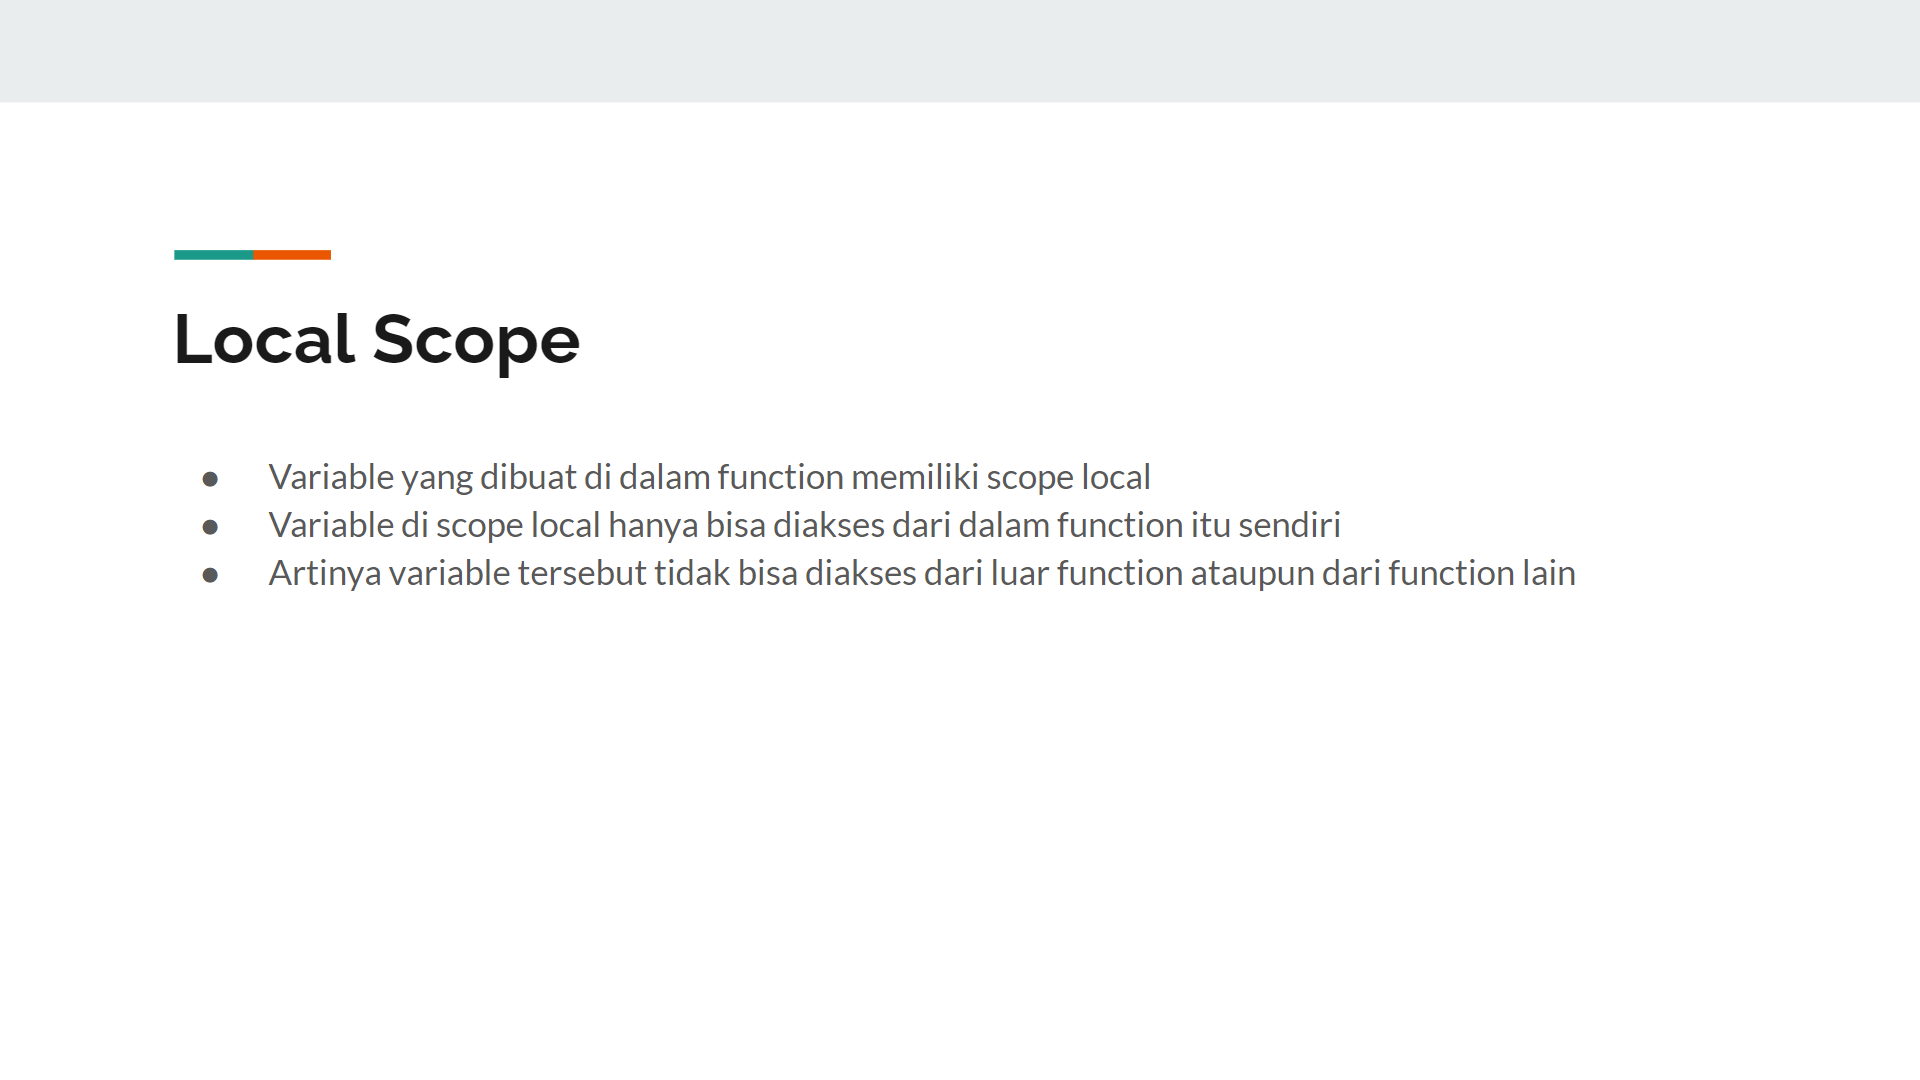 Local Scope
● Variable yang dibuat di dalam function memiliki scope local
● Variable di scope local hanya bisa diakses dari dalam function itu sendiri
● Artinya variable tersebut tidak bisa diakses dari luar function ataupun dari function lain